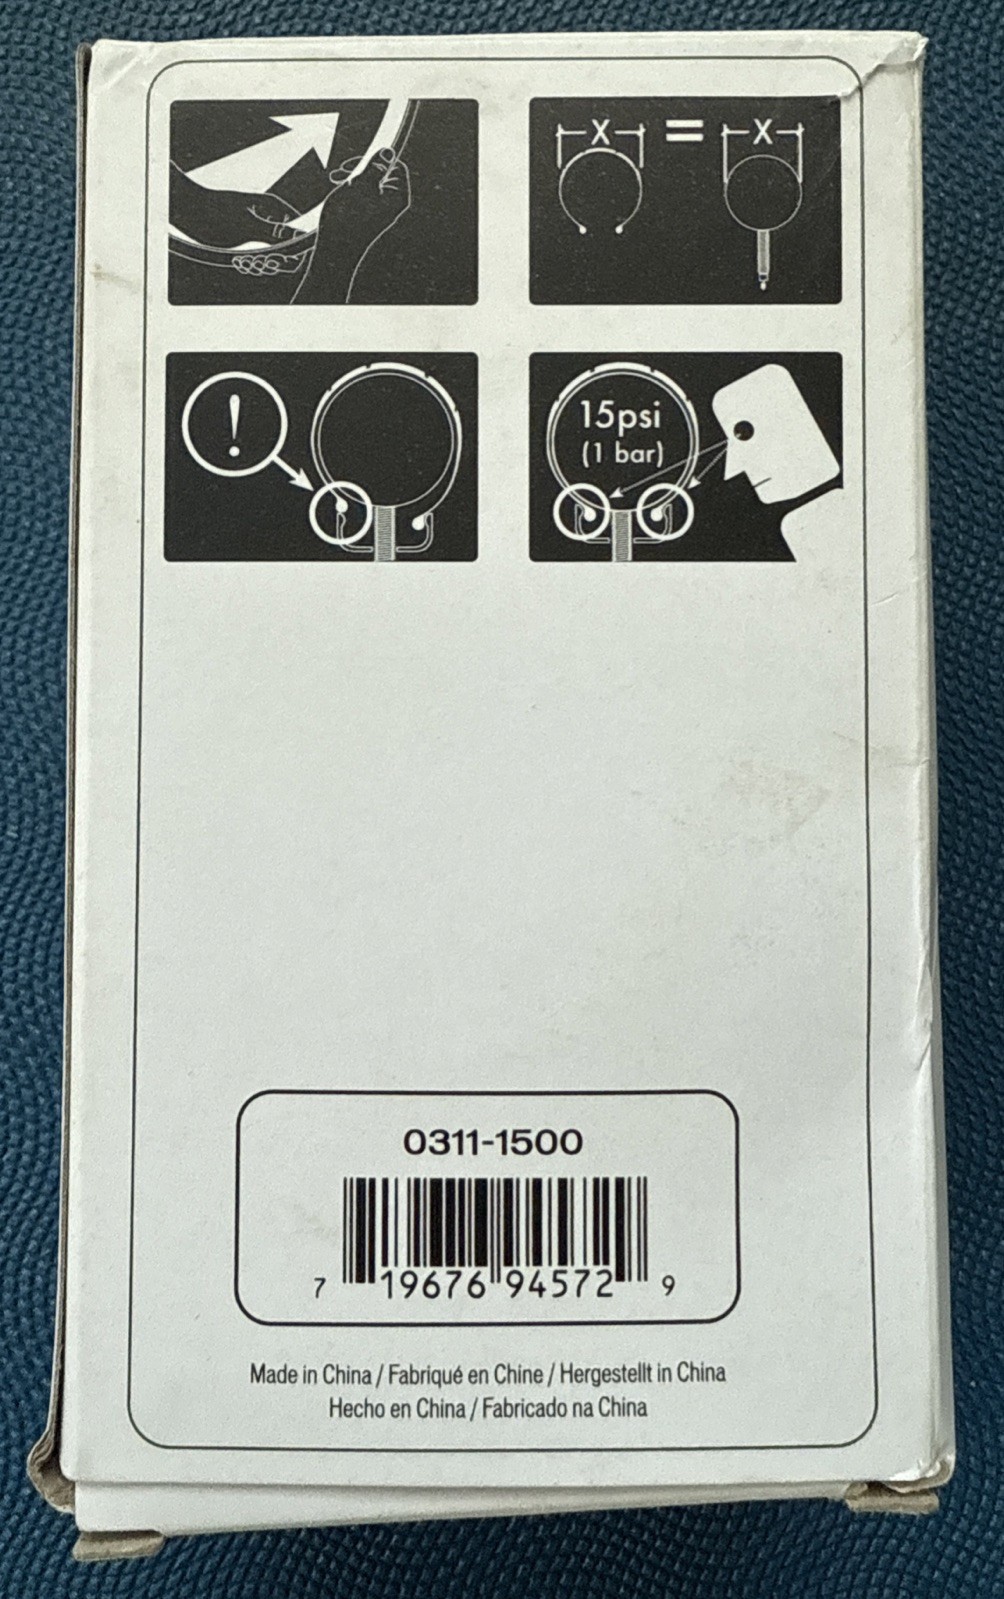 X = X
!
15psi
(1 bar)
0311-1500
7 19676 94572 9
Made in China / Fabriqué en Chine / Hergestellt in China
Hecho en China / Fabricado na China